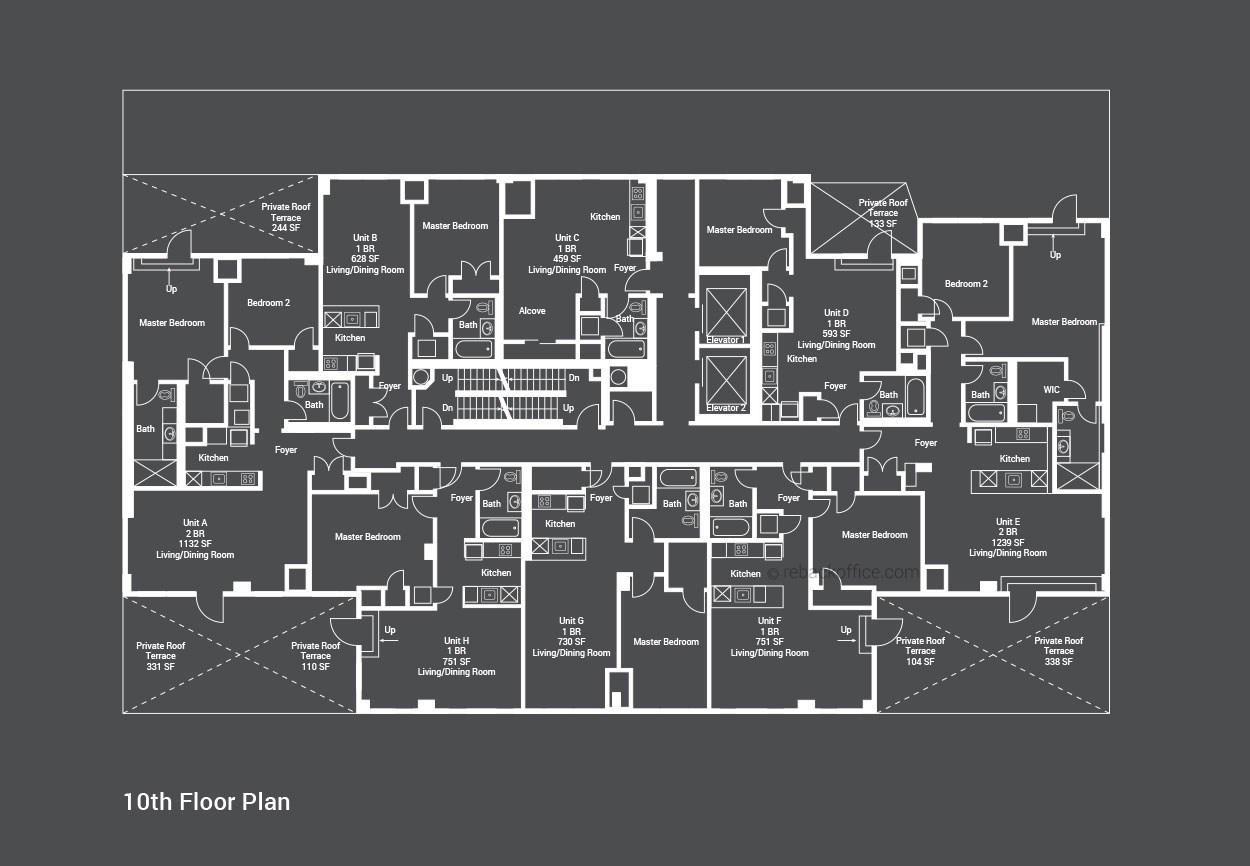 Private Roof
Terrace
244 SF
Unit B
1 BR
628 SF
Living/Dining Room
Master Bedroom
Kitchen
Unit C
1 BR
459 SF
Living/Dining Room
Foyer
Master Bedroom
Private Roof
Terrace
133 SF
Up
Up
Bedroom 2
Bedroom 2
Master Bedroom
Master Bedroom
Kitchen
Bath
Alcove
Bath
Elevator 1
Unit D
1 BR
593 SF
Living/Dining Room
Kitchen
Up
Dn
Dn
Up
Foyer
Bath
Elevator 2
Foyer
Bath
Bath
WIC
Bath
Foyer
Kitchen
Foyer
Kitchen
Foyer
Bath
Kitchen
Foyer
Bath
Bath
Foyer
Unit A
2 BR
1132 SF
Living/Dining Room
Master Bedroom
Master Bedroom
Unit E
2 BR
1239 SF
Living/Dining Room
Kitchen
Kitchen
© rebackoffice.com
Private Roof
Terrace
331 SF
Private Roof
Terrace
110 SF
Up
Unit H
1 BR
751 SF
Living/Dining Room
Unit G
1 BR
730 SF
Living/Dining Room
Master Bedroom
Unit F
1 BR
751 SF
Living/Dining Room
Up
Private Roof
Terrace
104 SF
Private Roof
Terrace
338 SF
10th Floor Plan